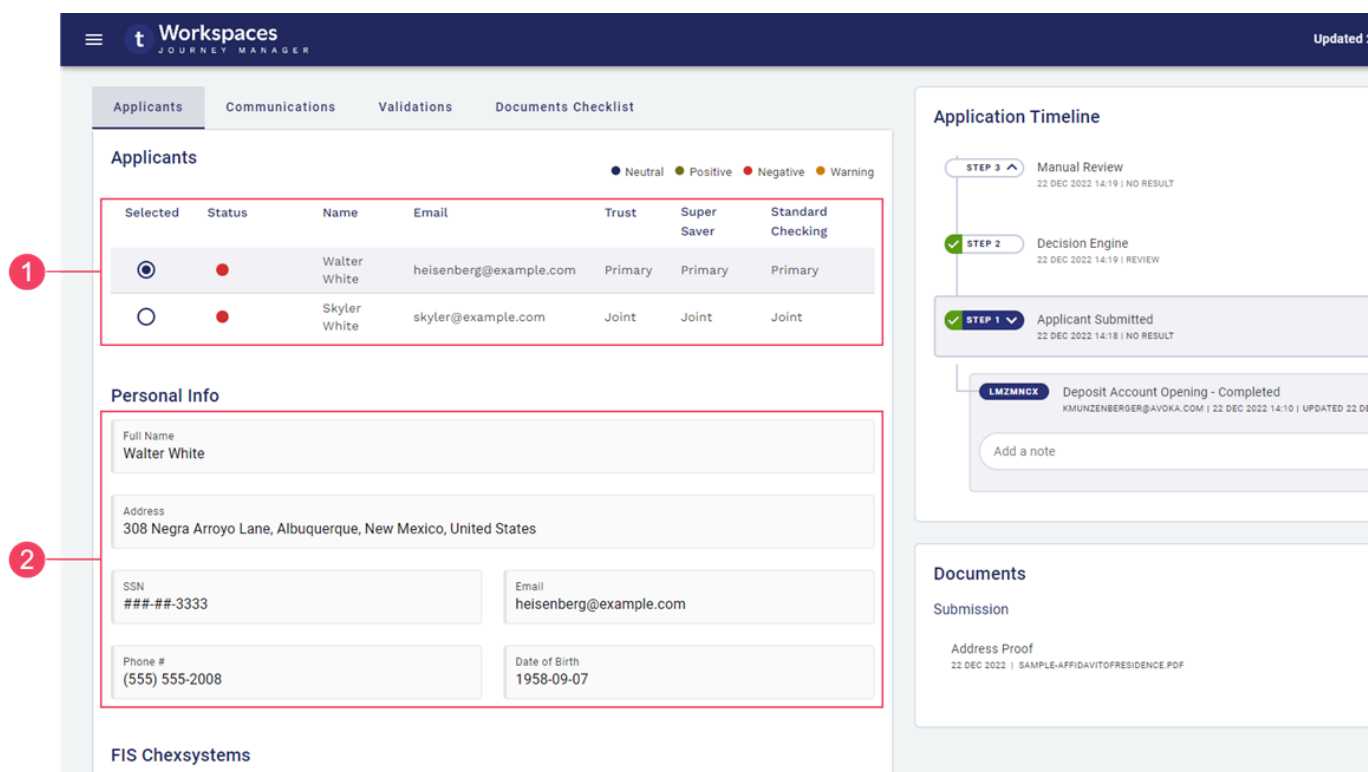 t Workspaces
JOURNEY MANAGER
Updated
Applicants Communications Validations Documents Checklist
Applicants
Neutral Positive Negative Warning
Selected Status Name Email Trust Super Saver Standard Checking
Walter White heisenberg@example.com Primary Primary Primary
Skyler White skyler@example.com Joint Joint Joint
1
Personal Info
Full Name
Walter White
Address
308 Negra Arroyo Lane, Albuquerque, New Mexico, United States
2
SSN
###-##-3333
Email
heisenberg@example.com
Phone #
(555) 555-2008
Date of Birth
1958-09-07
FIS Chexsystems
Application Timeline
STEP 3 Manual Review
22 DEC 2022 14:19 | NO RESULT
STEP 2 Decision Engine
22 DEC 2022 14:19 | REVIEW
STEP 1 Applicant Submitted
22 DEC 2022 14:18 | NO RESULT
LMZMNCX Deposit Account Opening - Completed
KMUNZENBERGER@AVOKA.COM | 22 DEC 2022 14:10 | UPDATED 22 DE
Add a note
Documents
Submission
Address Proof
22 DEC 2022 | SAMPLE-AFFIDAVITOFRESIDENCE.PDF